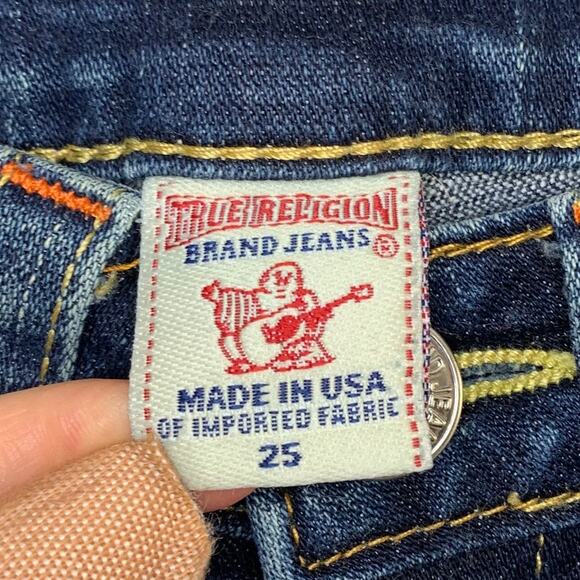 TRUE RELIGION
BRAND JEANS ®
MADE IN USA
OF IMPORTED FABRIC
25